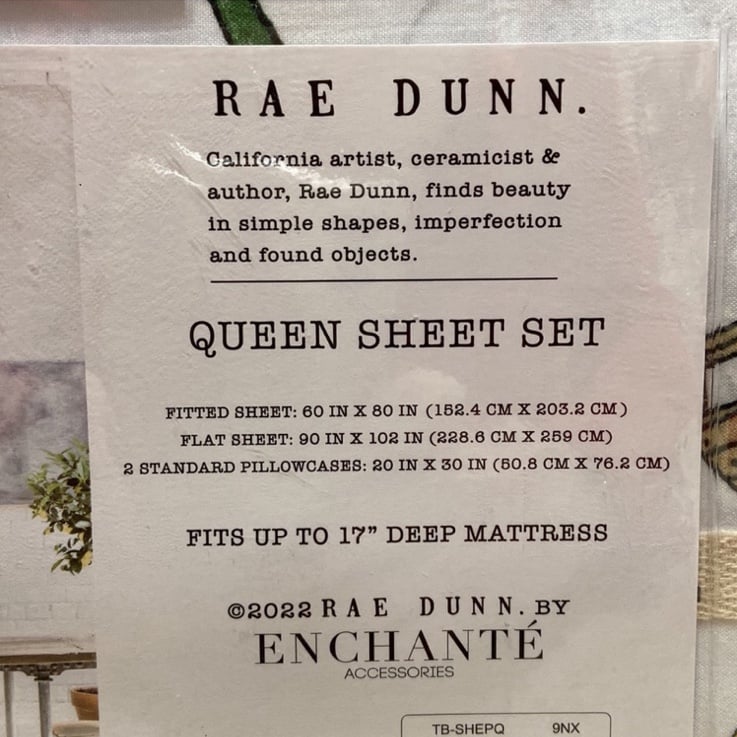 RAE DUNN.
California artist, ceramicist &
author, Rae Dunn, finds beauty
in simple shapes, imperfection
and found objects.
QUEEN SHEET SET
FITTED SHEET: 60 IN X 80 IN (152.4 CM X 203.2 CM)
FLAT SHEET: 90 IN X 102 IN (228.6 CM X 259 CM)
2 STANDARD PILLOWCASES: 20 IN X 30 IN (50.8 CM X 76.2 CM)
FITS UP TO 17” DEEP MATTRESS
©2022 RAE DUNN. BY
ENCHANTÉ
ACCESSORIES
TB-SHEPQ 9NX